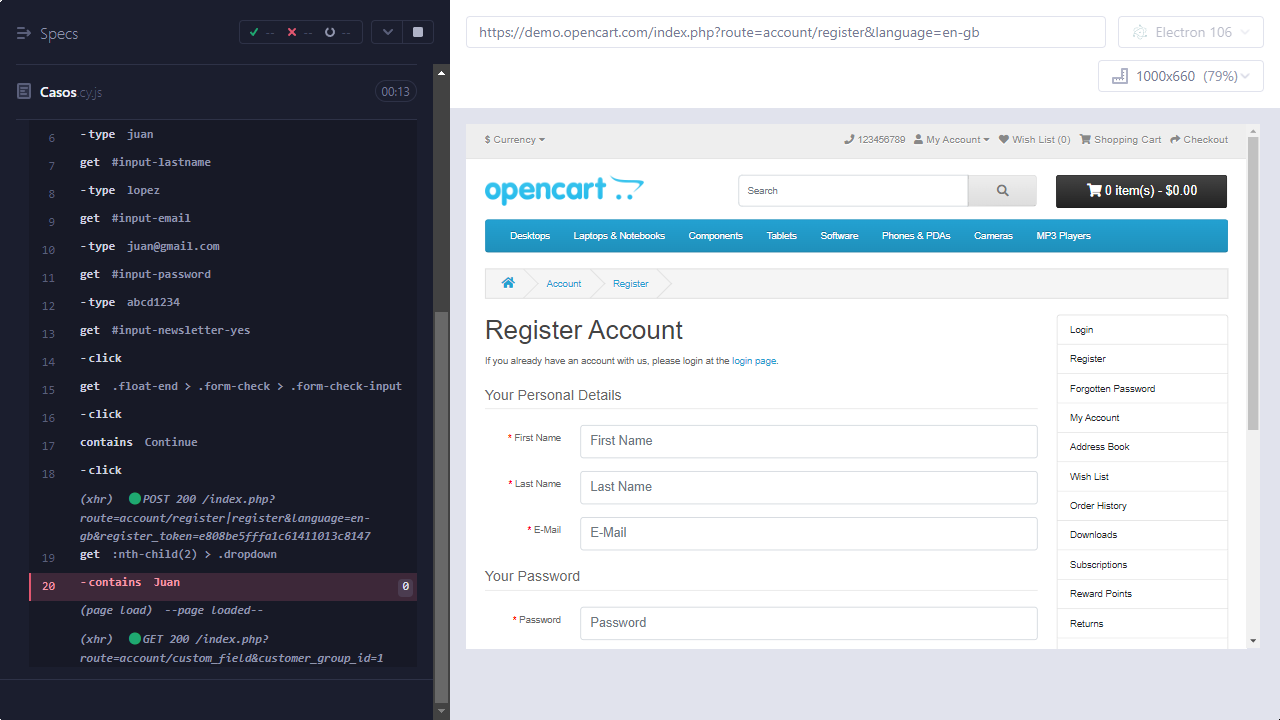 Specs
-- -- --
Casos.cy.js
00:13
6 -type juan
7 get #input-lastname
8 -type lopez
9 get #input-email
10 -type juan@gmail.com
11 get #input-password
12 -type abcd1234
13 get #input-newsletter-yes
14 -click
15 get .float-end > .form-check > .form-check-input
16 -click
17 contains Continue
18 -click
(xhr) POST 200 /index.php?
route=account/register|register&language=en-
gb&register_token=e808be5fffa1c61411013c8147
19 get :nth-child(2) > .dropdown
20 -contains Juan 0
(page load) --page loaded--
(xhr) GET 200 /index.php?
route=account/custom_field&customer_group_id=1
https://demo.opencart.com/index.php?route=account/register&language=en-gb
Electron 106
1000x660 (79%)
$ Currency
123456789 My Account Wish List (0) Shopping Cart Checkout
opencart
Search
0 item(s) - $0.00
Desktops Laptops & Notebooks Components Tablets Software Phones & PDAs Cameras MP3 Players
Account Register
Register Account
If you already have an account with us, please login at the login page.
Your Personal Details
* First Name First Name
* Last Name Last Name
* E-Mail E-Mail
Your Password
* Password Password
Login
Register
Forgotten Password
My Account
Address Book
Wish List
Order History
Downloads
Subscriptions
Reward Points
Returns